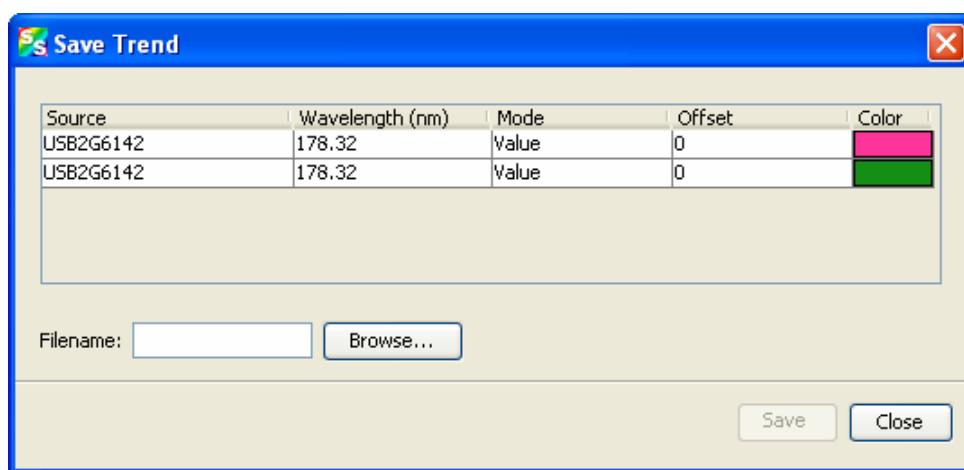 SS Save Trend
Source Wavelength (nm) Mode Offset Color
USB2G6142 178.32 Value 0
USB2G6142 178.32 Value 0
Filename: Browse...
Save Close